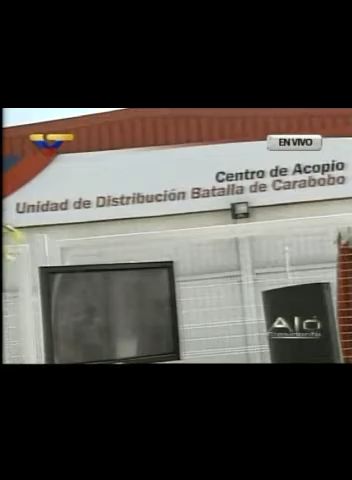 EN VIVO
Centro de Acopio
Unidad de Distribución Batalla de Carabobo
Aló